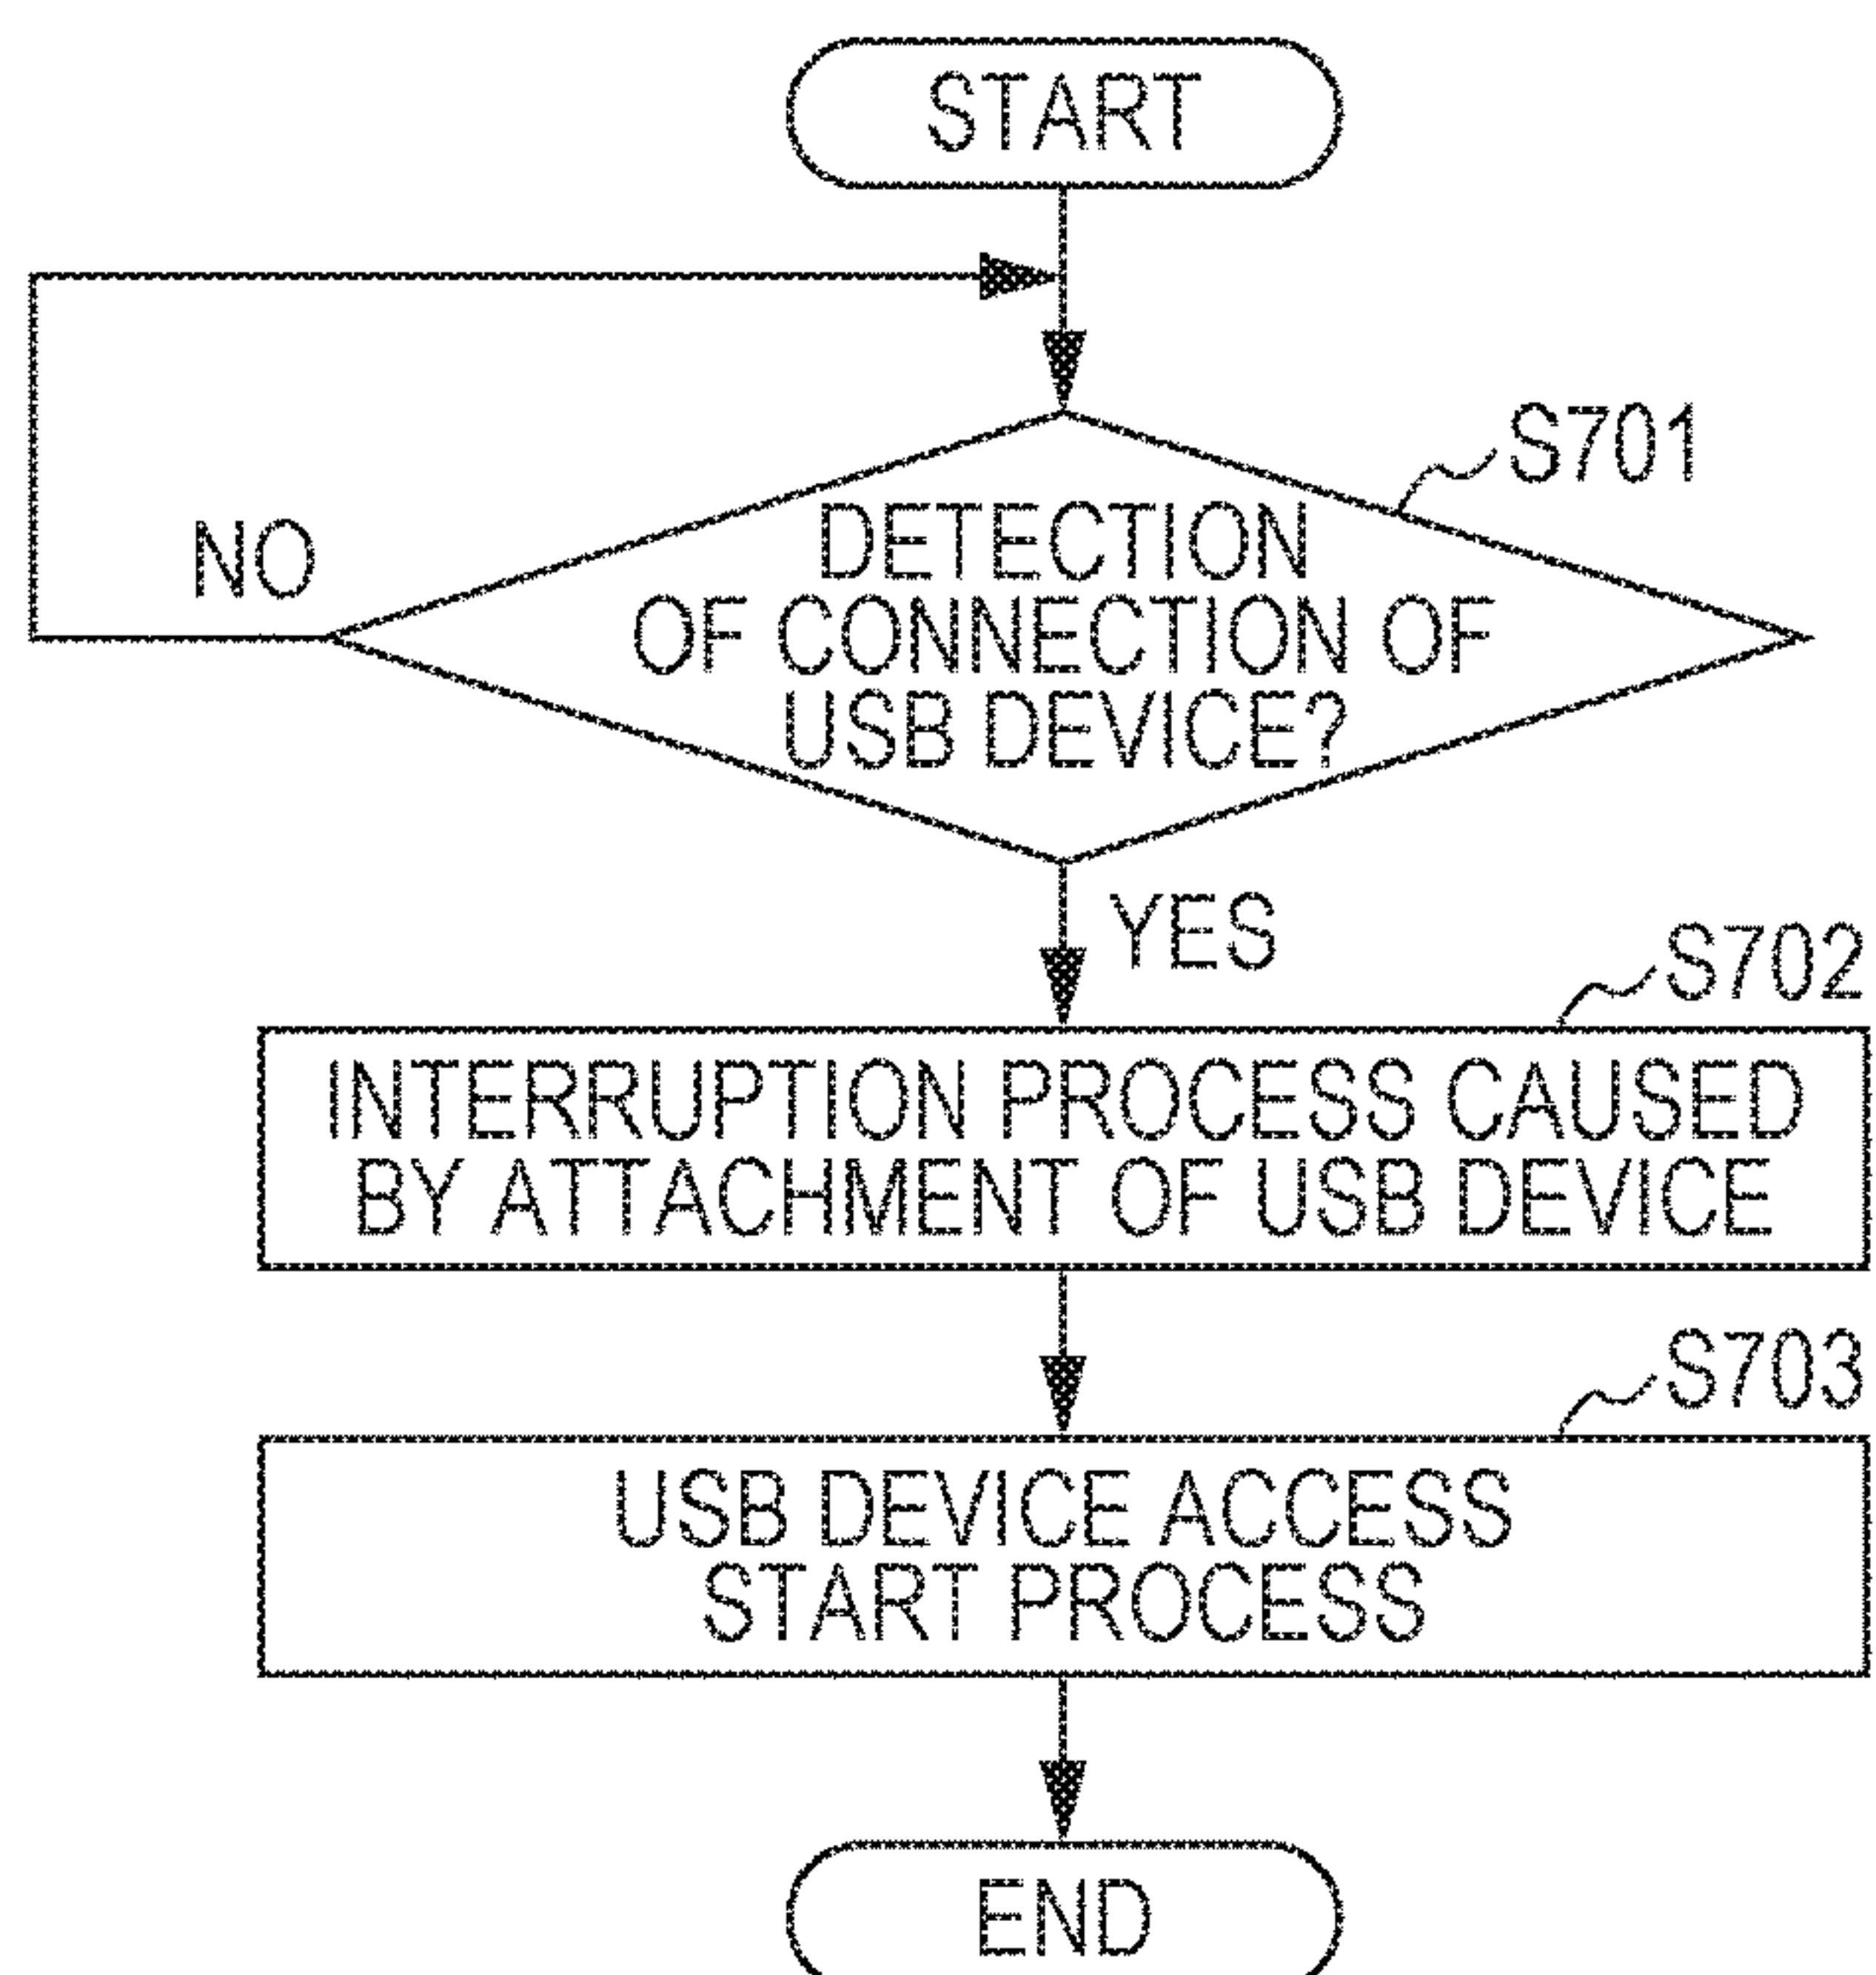 START
S701
DETECTION
OF CONNECTION OF
USB DEVICE?
NO
YES
S702
INTERRUPTION PROCESS CAUSED
BY ATTACHMENT OF USB DEVICE
S703
USB DEVICE ACCESS
START PROCESS
END